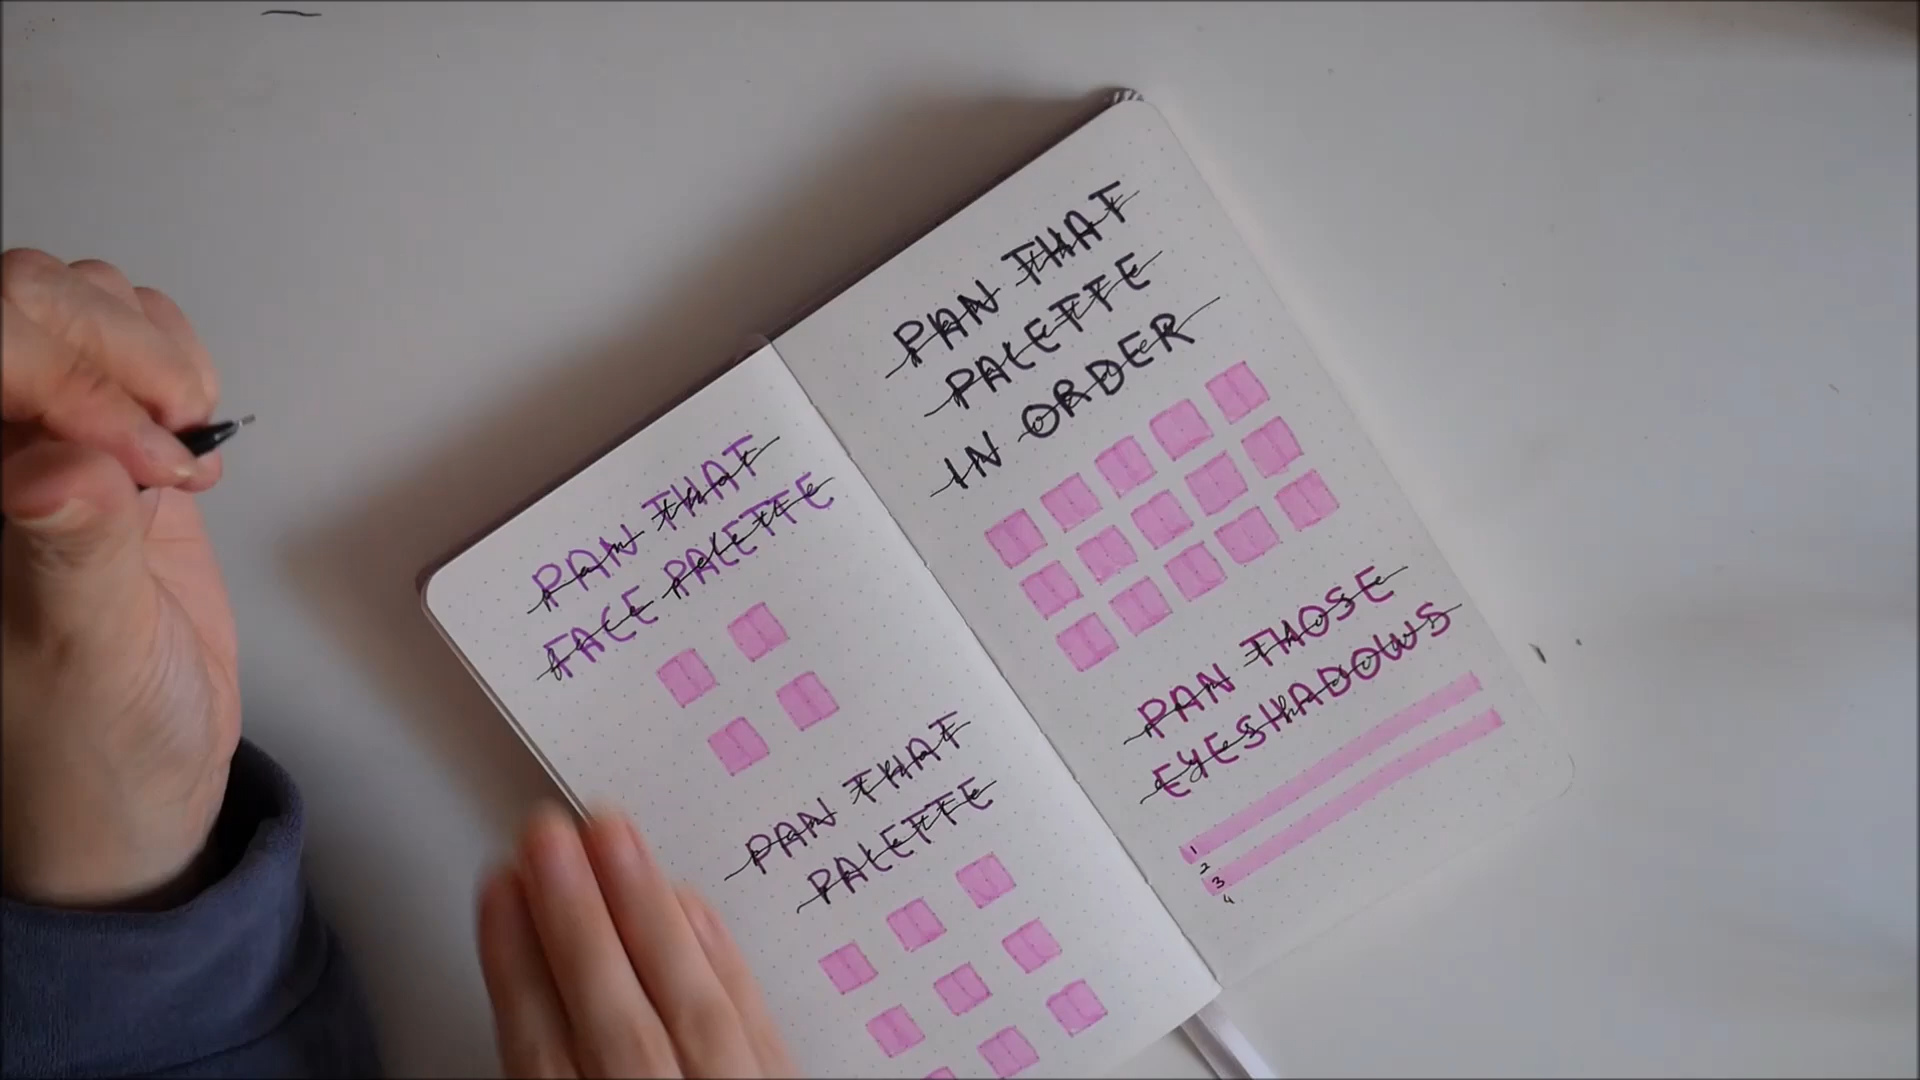 PAN THAT
FACE PALETTE
PAN THAT
PALETTE
PAN THAT
PALETTE
IN ORDER
PAN THOSE
EYESHADOWS
1
2
3
4